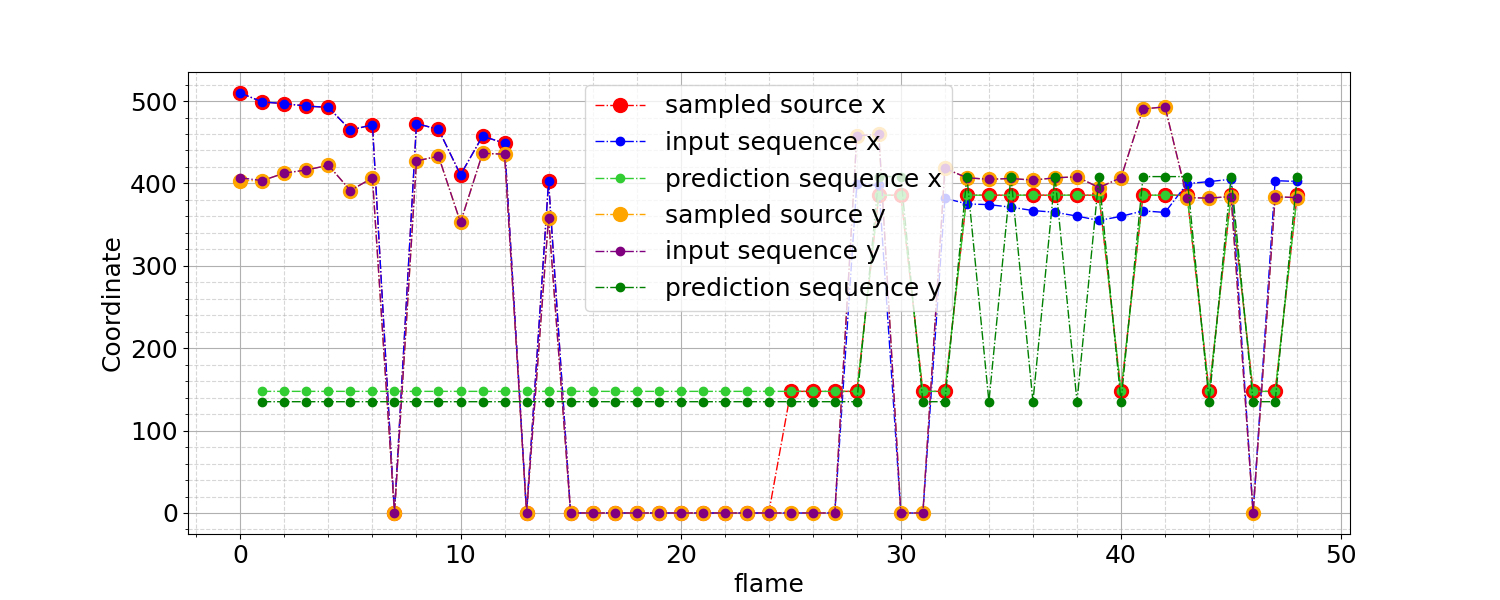 500
400
300
200
100
0
Coordinate
sampled source x
input sequence x
prediction sequence x
sampled source y
input sequence y
prediction sequence y
0 10 20 30 40 50
flame